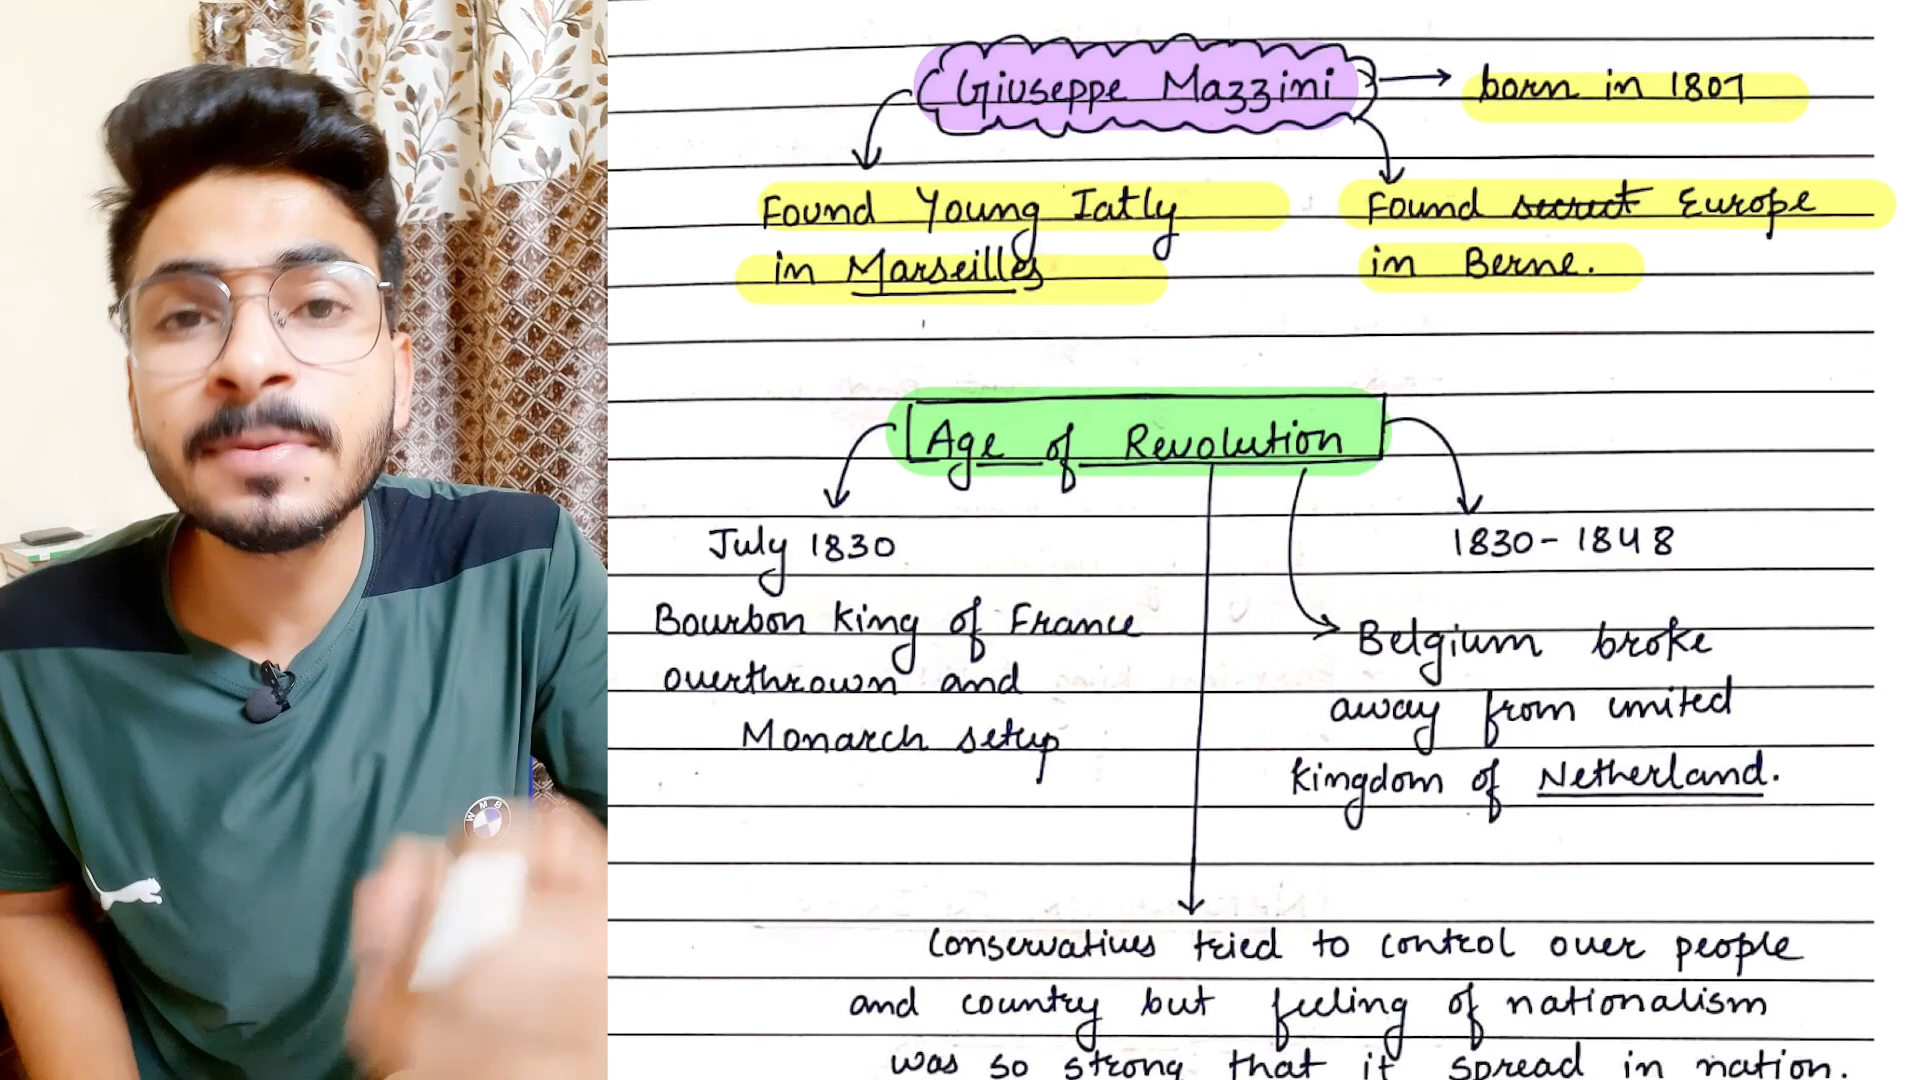 Giuseppe Mazzini
born in 1807
Found Young Iatly
in Marseilles
Found secret Europe
in Berne.
Age of Revolution
July 1830
Bourbon King of France
overthrown and
Monarch setup
1830-1848
Belgium broke
away from united
kingdom of Netherland.
Conservatives tried to control over people
and country but feeling of nationalism
was so strong that it spread in nation.